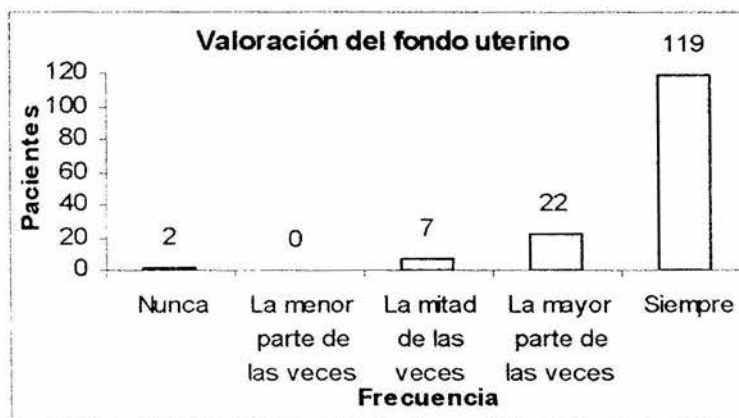 Valoración del fondo uterino
Pacientes
120
100
80
60
40
20
0
2
0
7
22
119
Nunca
La menor
parte de
las veces
La mitad
de las
veces
La mayor
parte de
las veces
Siempre
Frecuencia